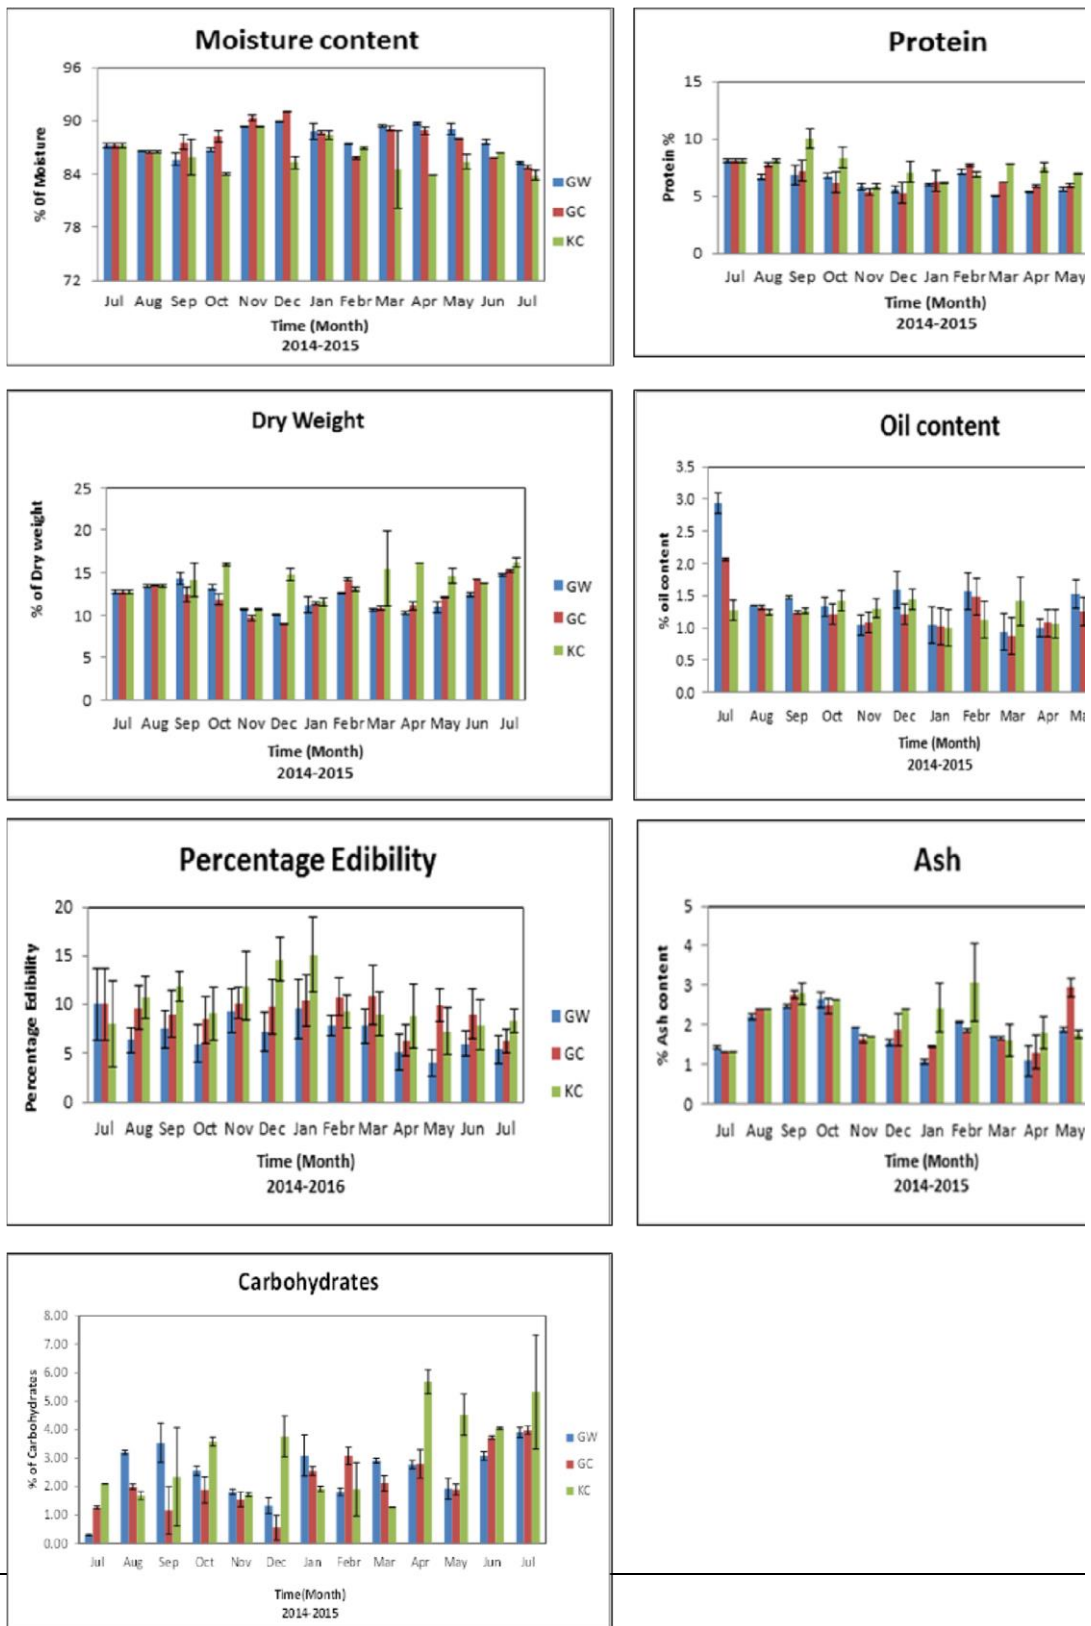 Moisture content
96
90
84
78
72
% Of Moisture
GW
GC
KC
Jul Aug Sep Oct Nov Dec Jan Febr Mar Apr May Jun Jul
Time (Month)
2014-2015
Protein
15
10
5
0
Protein %
Jul Aug Sep Oct Nov Dec Jan Febr Mar Apr May
Time (Month)
2014-2015
Dry Weight
25
20
15
10
5
0
% of Dry weight
GW
GC
KC
Jul Aug Sep Oct Nov Dec Jan Febr Mar Apr May Jun Jul
Time (Month)
2014-2015
Oil content
3.5
3.0
2.5
2.0
1.5
1.0
0.5
0.0
% oil content
Jul Aug Sep Oct Nov Dec Jan Febr Mar Apr Ma
Time (Month)
2014-2015
Percentage Edibility
20
15
10
5
0
Percentage Edibility
GW
GC
KC
Jul Aug Sep Oct Nov Dec Jan Febr Mar Apr May Jun Jul
Time (Month)
2014-2016
Ash
5
4
3
2
1
0
% Ash content
Jul Aug Sep Oct Nov Dec Jan Febr Mar Apr May
Time (Month)
2014-2015
Carbohydrates
8.00
7.00
6.00
5.00
4.00
3.00
2.00
1.00
0.00
% of Carbohydrates
GW
GC
KC
Jul Aug Sep Oct Nov Dec Jan Febr Mar Apr May Jun Jul
Time(Month)
2014-2015